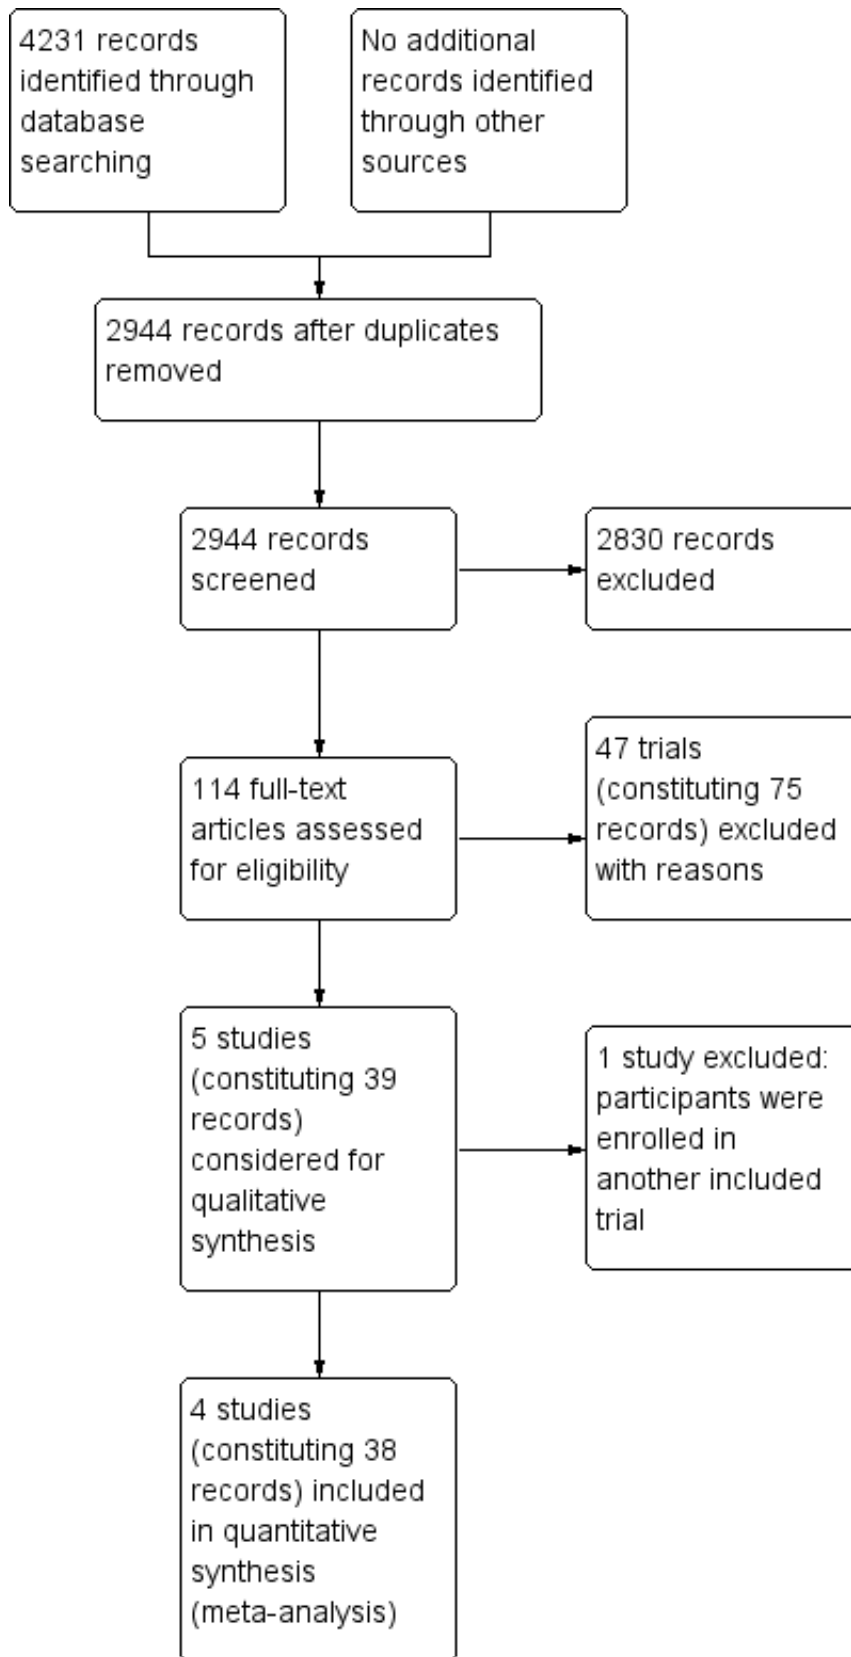 4231 records
identified through
database
searching
No additional
records identified
through other
sources
2944 records after duplicates
removed
2944 records
screened
2830 records
excluded
114 full-text
articles assessed
for eligibility
47 trials
(constituting 75
records) excluded
with reasons
5 studies
(constituting 39
records)
considered for
qualitative
synthesis
1 study excluded:
participants were
enrolled in
another included
trial
4 studies
(constituting 38
records) included
in quantitative
synthesis
(meta-analysis)